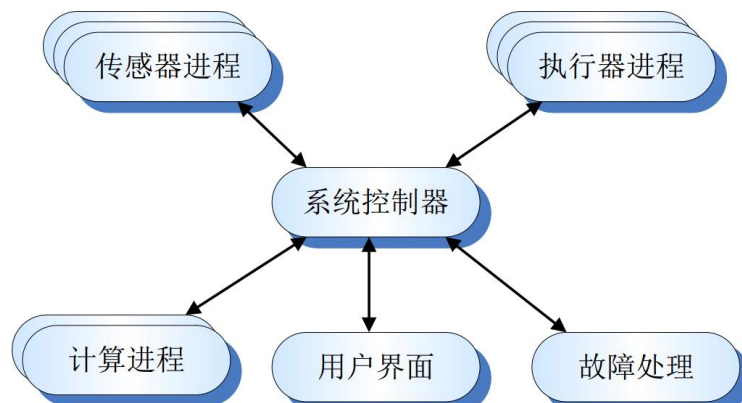 传感器进程
执行器进程
系统控制器
计算进程
用户界面
故障处理